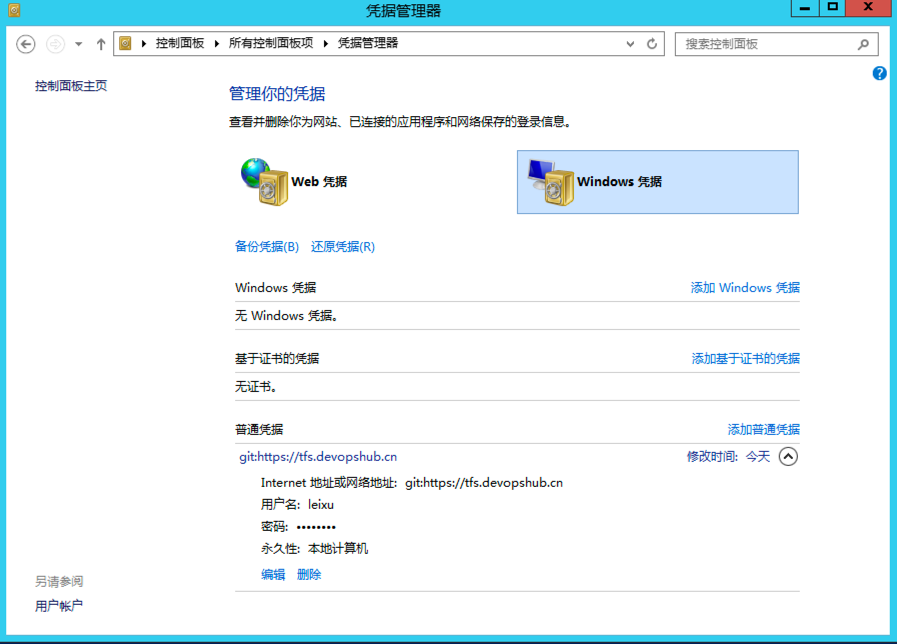 凭据管理器
控制面板 所有控制面板项 凭据管理器
搜索控制面板
控制面板主页
管理你的凭据
查看并删除你为网站、已连接的应用程序和网络保存的登录信息。
Web 凭据
Windows 凭据
备份凭据(B) 还原凭据(R)
Windows 凭据 添加 Windows 凭据
无 Windows 凭据。
基于证书的凭据 添加基于证书的凭据
无证书。
普通凭据 添加普通凭据
git:https://tfs.devopshub.cn 修改时间: 今天
Internet 地址或网络地址: git:https://tfs.devopshub.cn
用户名: leixu
密码: ••••••••
永久性: 本地计算机
编辑 删除
另请参阅
用户帐户